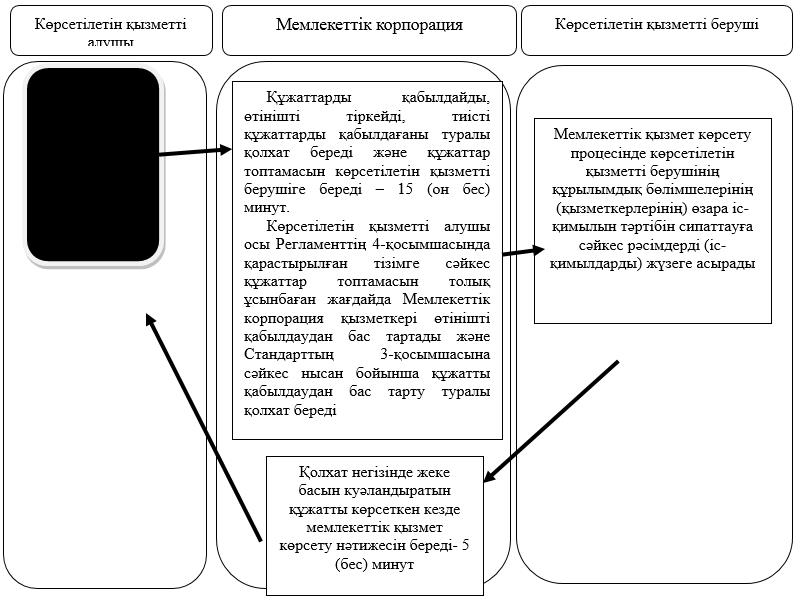 Көрсетілетін қызметті
алушы
Мемлекеттік корпорация
Көрсетілетін қызметті беруші
Құжаттарды қабылдайды,
өтінішті тіркейді, тиісті
құжаттарды қабылдағаны туралы
қолхат береді және құжаттар
топтамасын көрсетілетін қызметті
берушіге береді – 15 (он бес)
минут.
Көрсетілетін қызметті алушы
осы Регламенттің 4-қосымшасында
қарастырылған тізімге сәйкес
құжаттар топтамасын толық
ұсынбаған жағдайда Мемлекеттік
корпорация қызметкері өтінішті
қабылдаудан бас тартады және
Стандарттың 3-қосымшасына
сәйкес нысан бойынша құжатты
қабылдаудан бас тарту туралы
қолхат береді
Мемлекеттік қызмет көрсету
процесінде көрсетілетін
қызметті берушінің
құрылымдық бөлімшелерінің
(қызметкерлерінің) өзара іс-
қимылын тәртібін сипаттауға
сәйкес рәсімдерді (іс-
қимылдарды) жүзеге асырады
Қолхат негізінде жеке
басын куәландыратын
құжатты көрсеткен кезде
мемлекеттік қызмет
көрсету нәтижесін береді- 5
(бес) минут